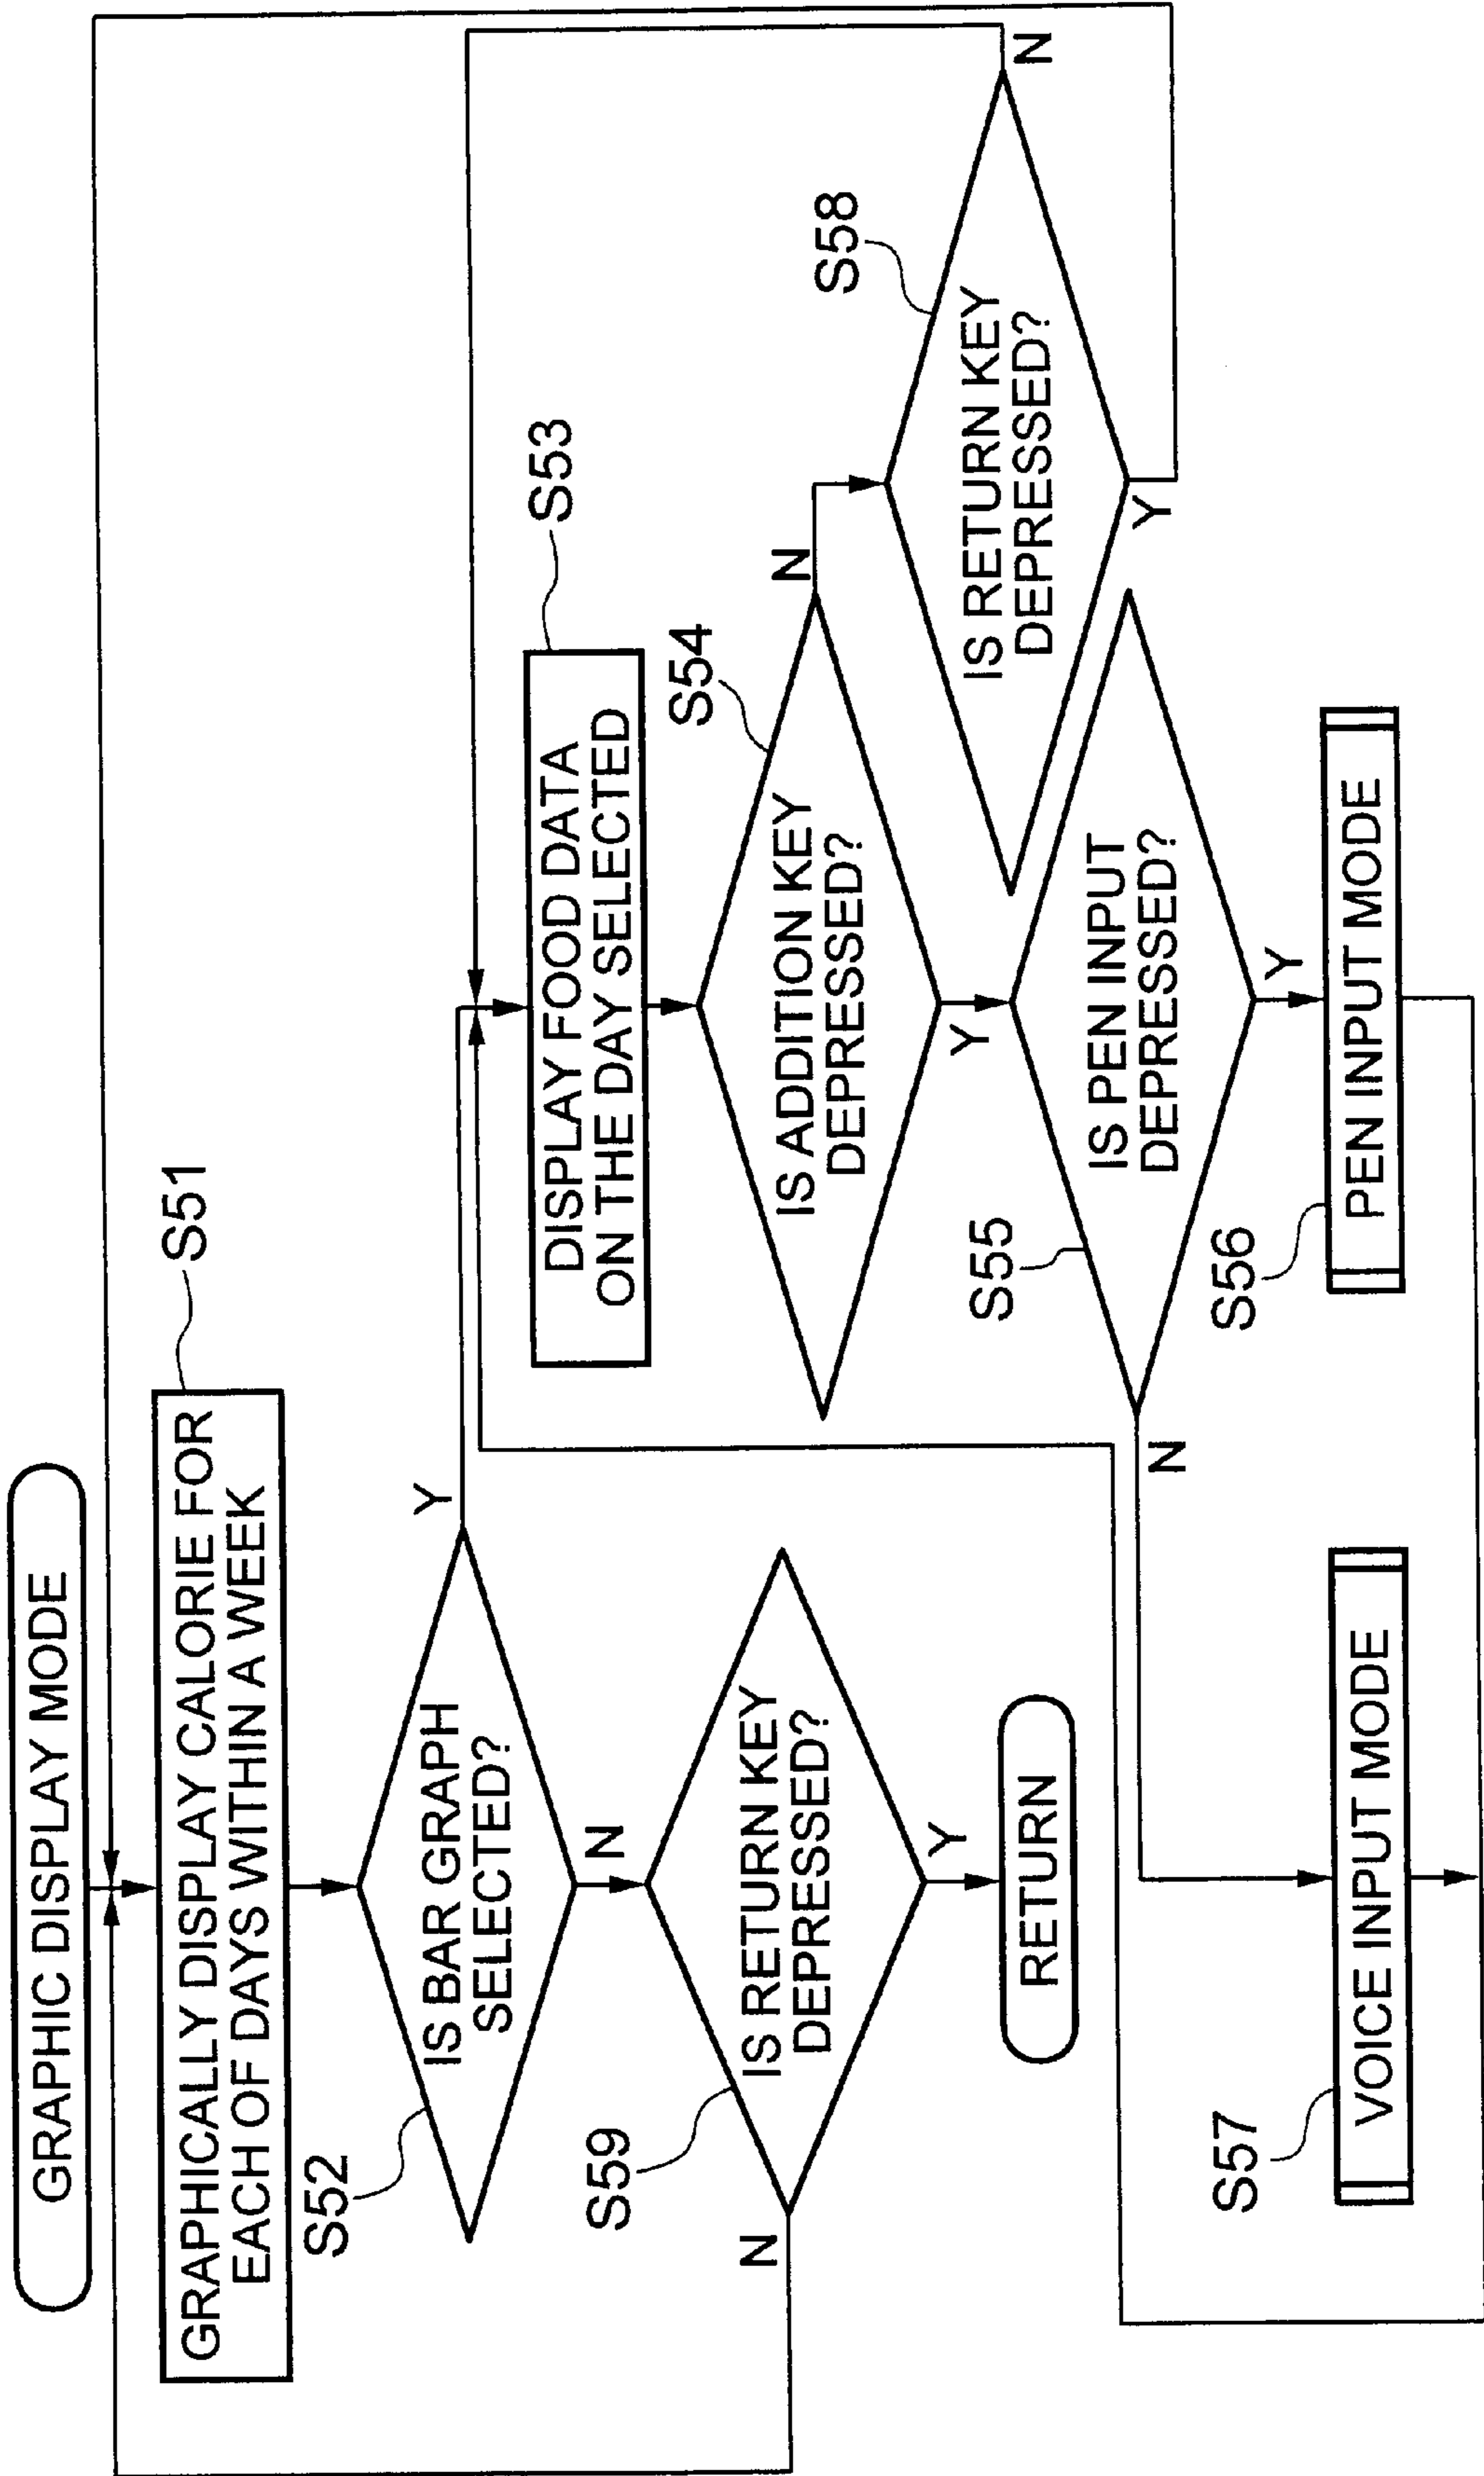 GRAPHIC DISPLAY MODE
S51
GRAPHICALLY DISPLAY CALORIE FOR
EACH OF DAYS WITHIN A WEEK
S52
IS BAR GRAPH
SELECTED?
Y
N
S59
IS RETURN KEY
DEPRESSED?
N
Y
RETURN
S53
DISPLAY FOOD DATA
ON THE DAY SELECTED
S54
IS ADDITION KEY
DEPRESSED?
N
Y
S58
IS RETURN KEY
DEPRESSED?
N
Y
S55
IS PEN INPUT
DEPRESSED?
N
Y
S56
PEN INPUT MODE
S57
VOICE INPUT MODE